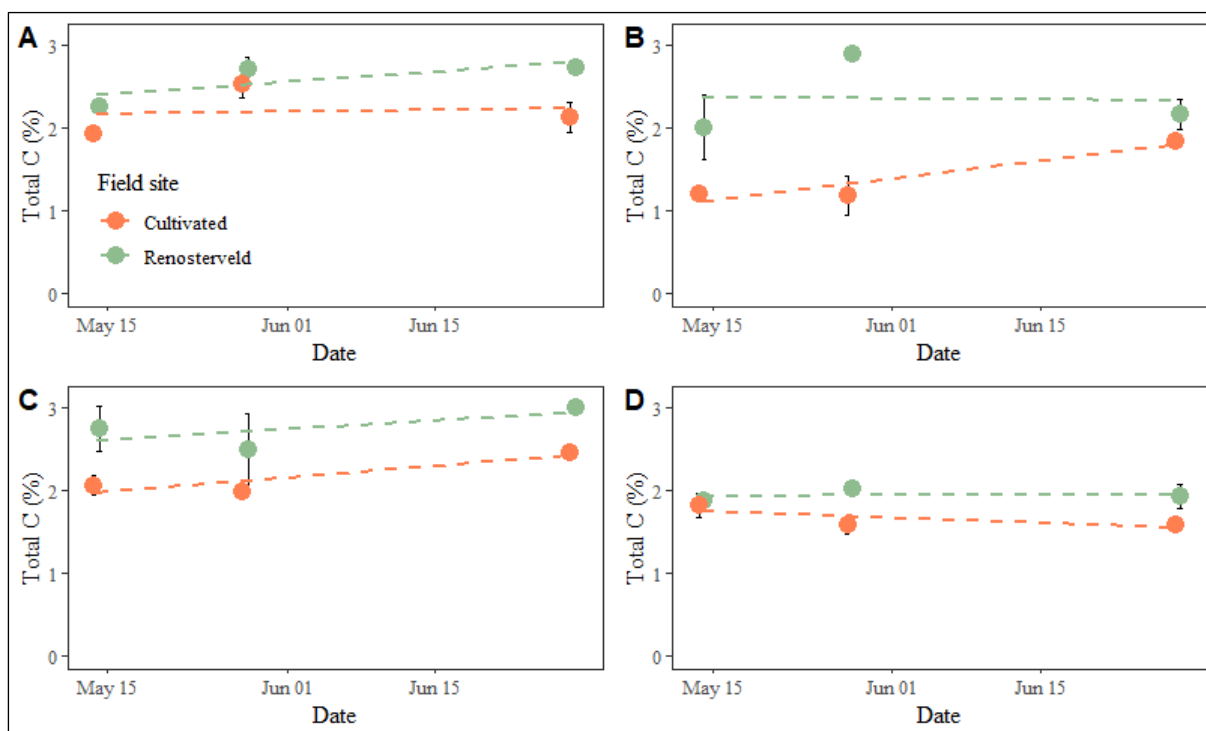 A
3
2
1
0
Total C (%)
Field site
Cultivated
Renosterveld
May 15
Jun 01
Jun 15
Date
B
3
2
1
0
Total C (%)
May 15
Jun 01
Jun 15
Date
C
3
2
1
0
Total C (%)
May 15
Jun 01
Jun 15
Date
D
3
2
1
0
Total C (%)
May 15
Jun 01
Jun 15
Date